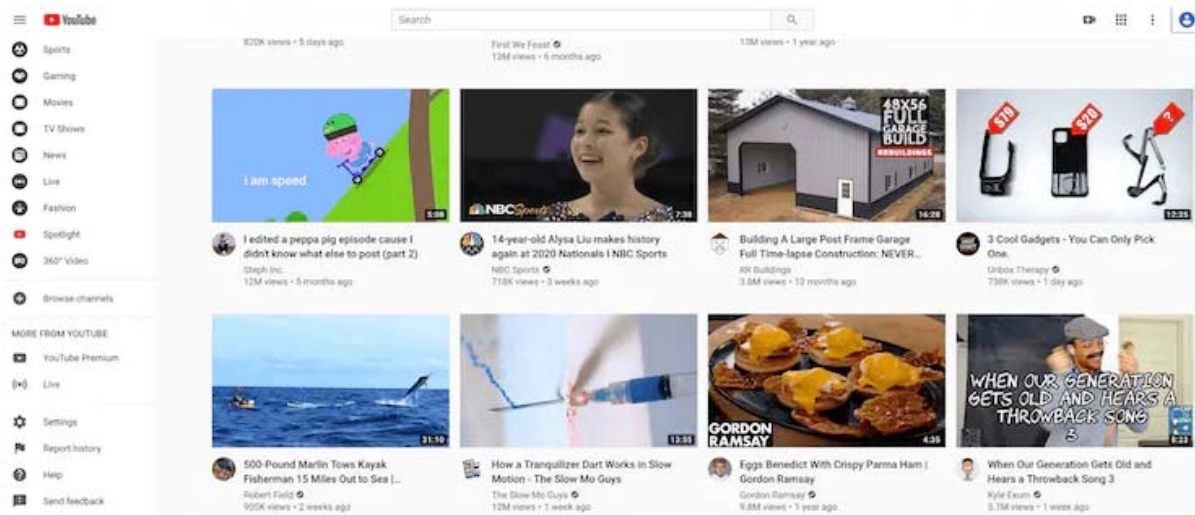 YouTube
Search
Sports
Gaming
Movies
TV Shows
News
Live
Fashion
Spotlight
360° Video
Browse channels
MORE FROM YOUTUBE
YouTube Premium
Live
Settings
Report history
Help
Send feedback
820K views • 5 days ago
First We Feast
13M views • 6 months ago
13M views • 1 year ago
i am speed
5:08
NBC Sports
7:38
48X56
FULL
GARAGE
BUILD
RRBUILDINGS
16:28
$79
$20
?
12:25
I edited a peppa pig episode cause I
didn't know what else to post (part 2)
Steph Inc.
12M views • 5 months ago
14-year-old Alysa Liu makes history
again at 2020 Nationals I NBC Sports
NBC Sports
718K views • 3 weeks ago
Building A Large Post Frame Garage
Full Time-lapse Construction: NEVER...
RR Buildings
3.8M views • 12 months ago
3 Cool Gadgets - You Can Only Pick
One.
Unbox Therapy
738K views • 1 day ago
31:10
13:55
GORDON
RAMSAY
4:35
WHEN OUR GENERATION
GETS OLD AND HEARS A
THROWBACK SONG
3
8:23
500-Pound Marlin Tows Kayak
Fisherman 15 Miles Out to Sea |...
Robert Field
905K views • 2 weeks ago
How a Tranquilizer Dart Works in Slow
Motion - The Slow Mo Guys
The Slow Mo Guys
12M views • 1 week ago
Eggs Benedict With Crispy Parma Ham |
Gordon Ramsay
Gordon Ramsay
9.8M views • 1 year ago
When Our Generation Gets Old and
Hears a Throwback Song 3
Kyle Exum
5.7M views • 1 week ago